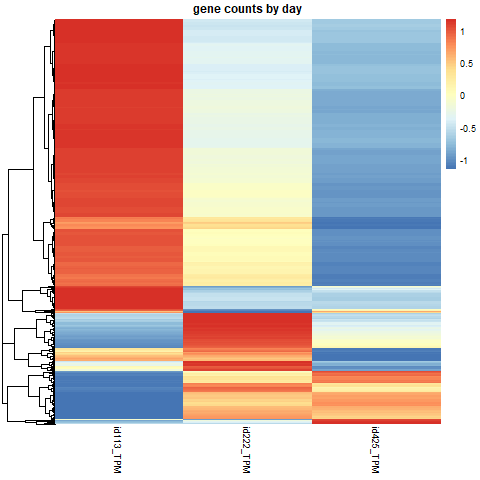 gene counts by day
1
0.5
0
-0.5
-1
id113_TPM
id222_TPM
id425_TPM